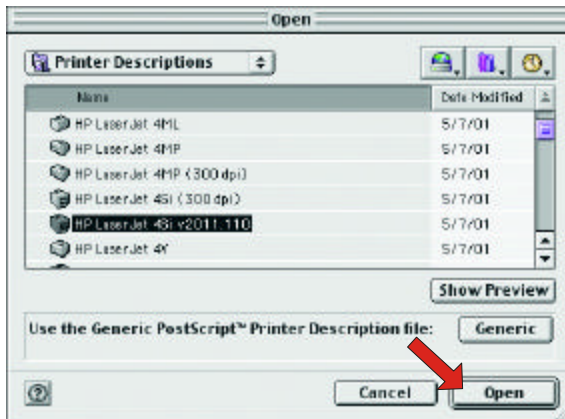 Open
Printer Descriptions
Name Date Modified
HP LaserJet 4ML 5/7/01
HP LaserJet 4MP 5/7/01
HP LaserJet 4MP (300 dpi) 5/7/01
HP LaserJet 4Si (300 dpi) 5/7/01
HP LaserJet 4Si v2011.110 5/7/01
HP LaserJet 4V 5/7/01
Show Preview
Use the Generic PostScript™ Printer Description file: Generic
Cancel Open